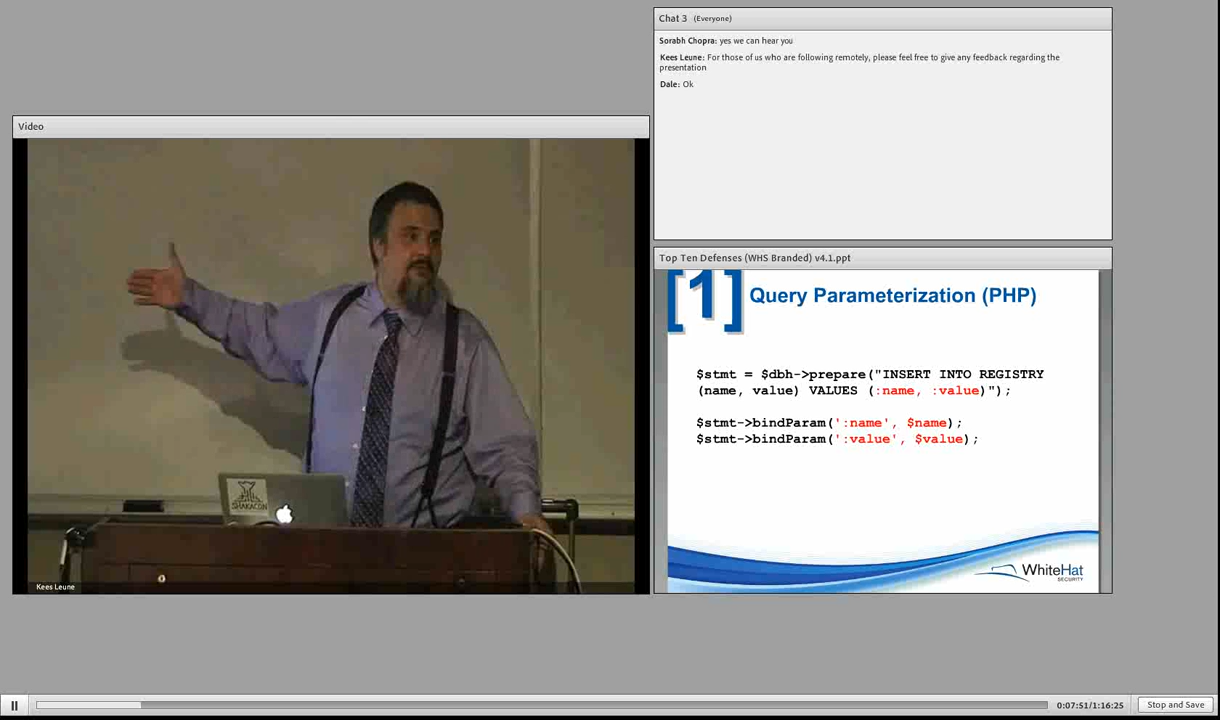 Chat 3 (Everyone)
Sorabh Chopra: yes we can hear you
Kees Leune: For those of us who are following remotely, please feel free to give any feedback regarding the
presentation
Dale: Ok
Video
SHAKACON
Kees Leune
Top Ten Defenses (WHS Branded) v4.1.ppt
[1] Query Parameterization (PHP)
$stmt = $dbh->prepare("INSERT INTO REGISTRY
(name, value) VALUES (:name, :value)");
$stmt->bindParam(':name', $name);
$stmt->bindParam(':value', $value);
WhiteHat
SECURITY
0:07:51/1:16:25
Stop and Save